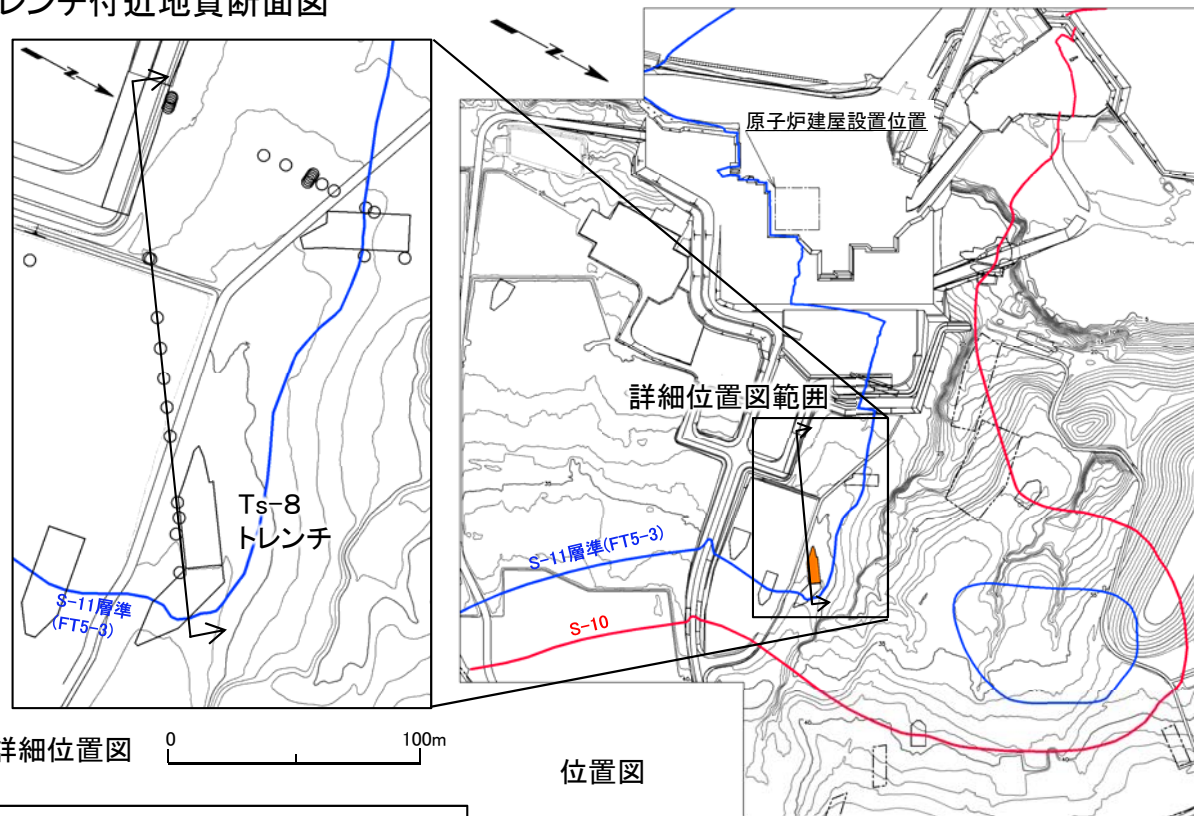 レンチ付近地質断面図
N
N
原子炉建屋設置位置
詳細位置図範囲
Ts-8
トレンチ
S-11層準
(FT5-3)
S-11層準(FT5-3)
S-10
詳細位置図
0
100m
位置図